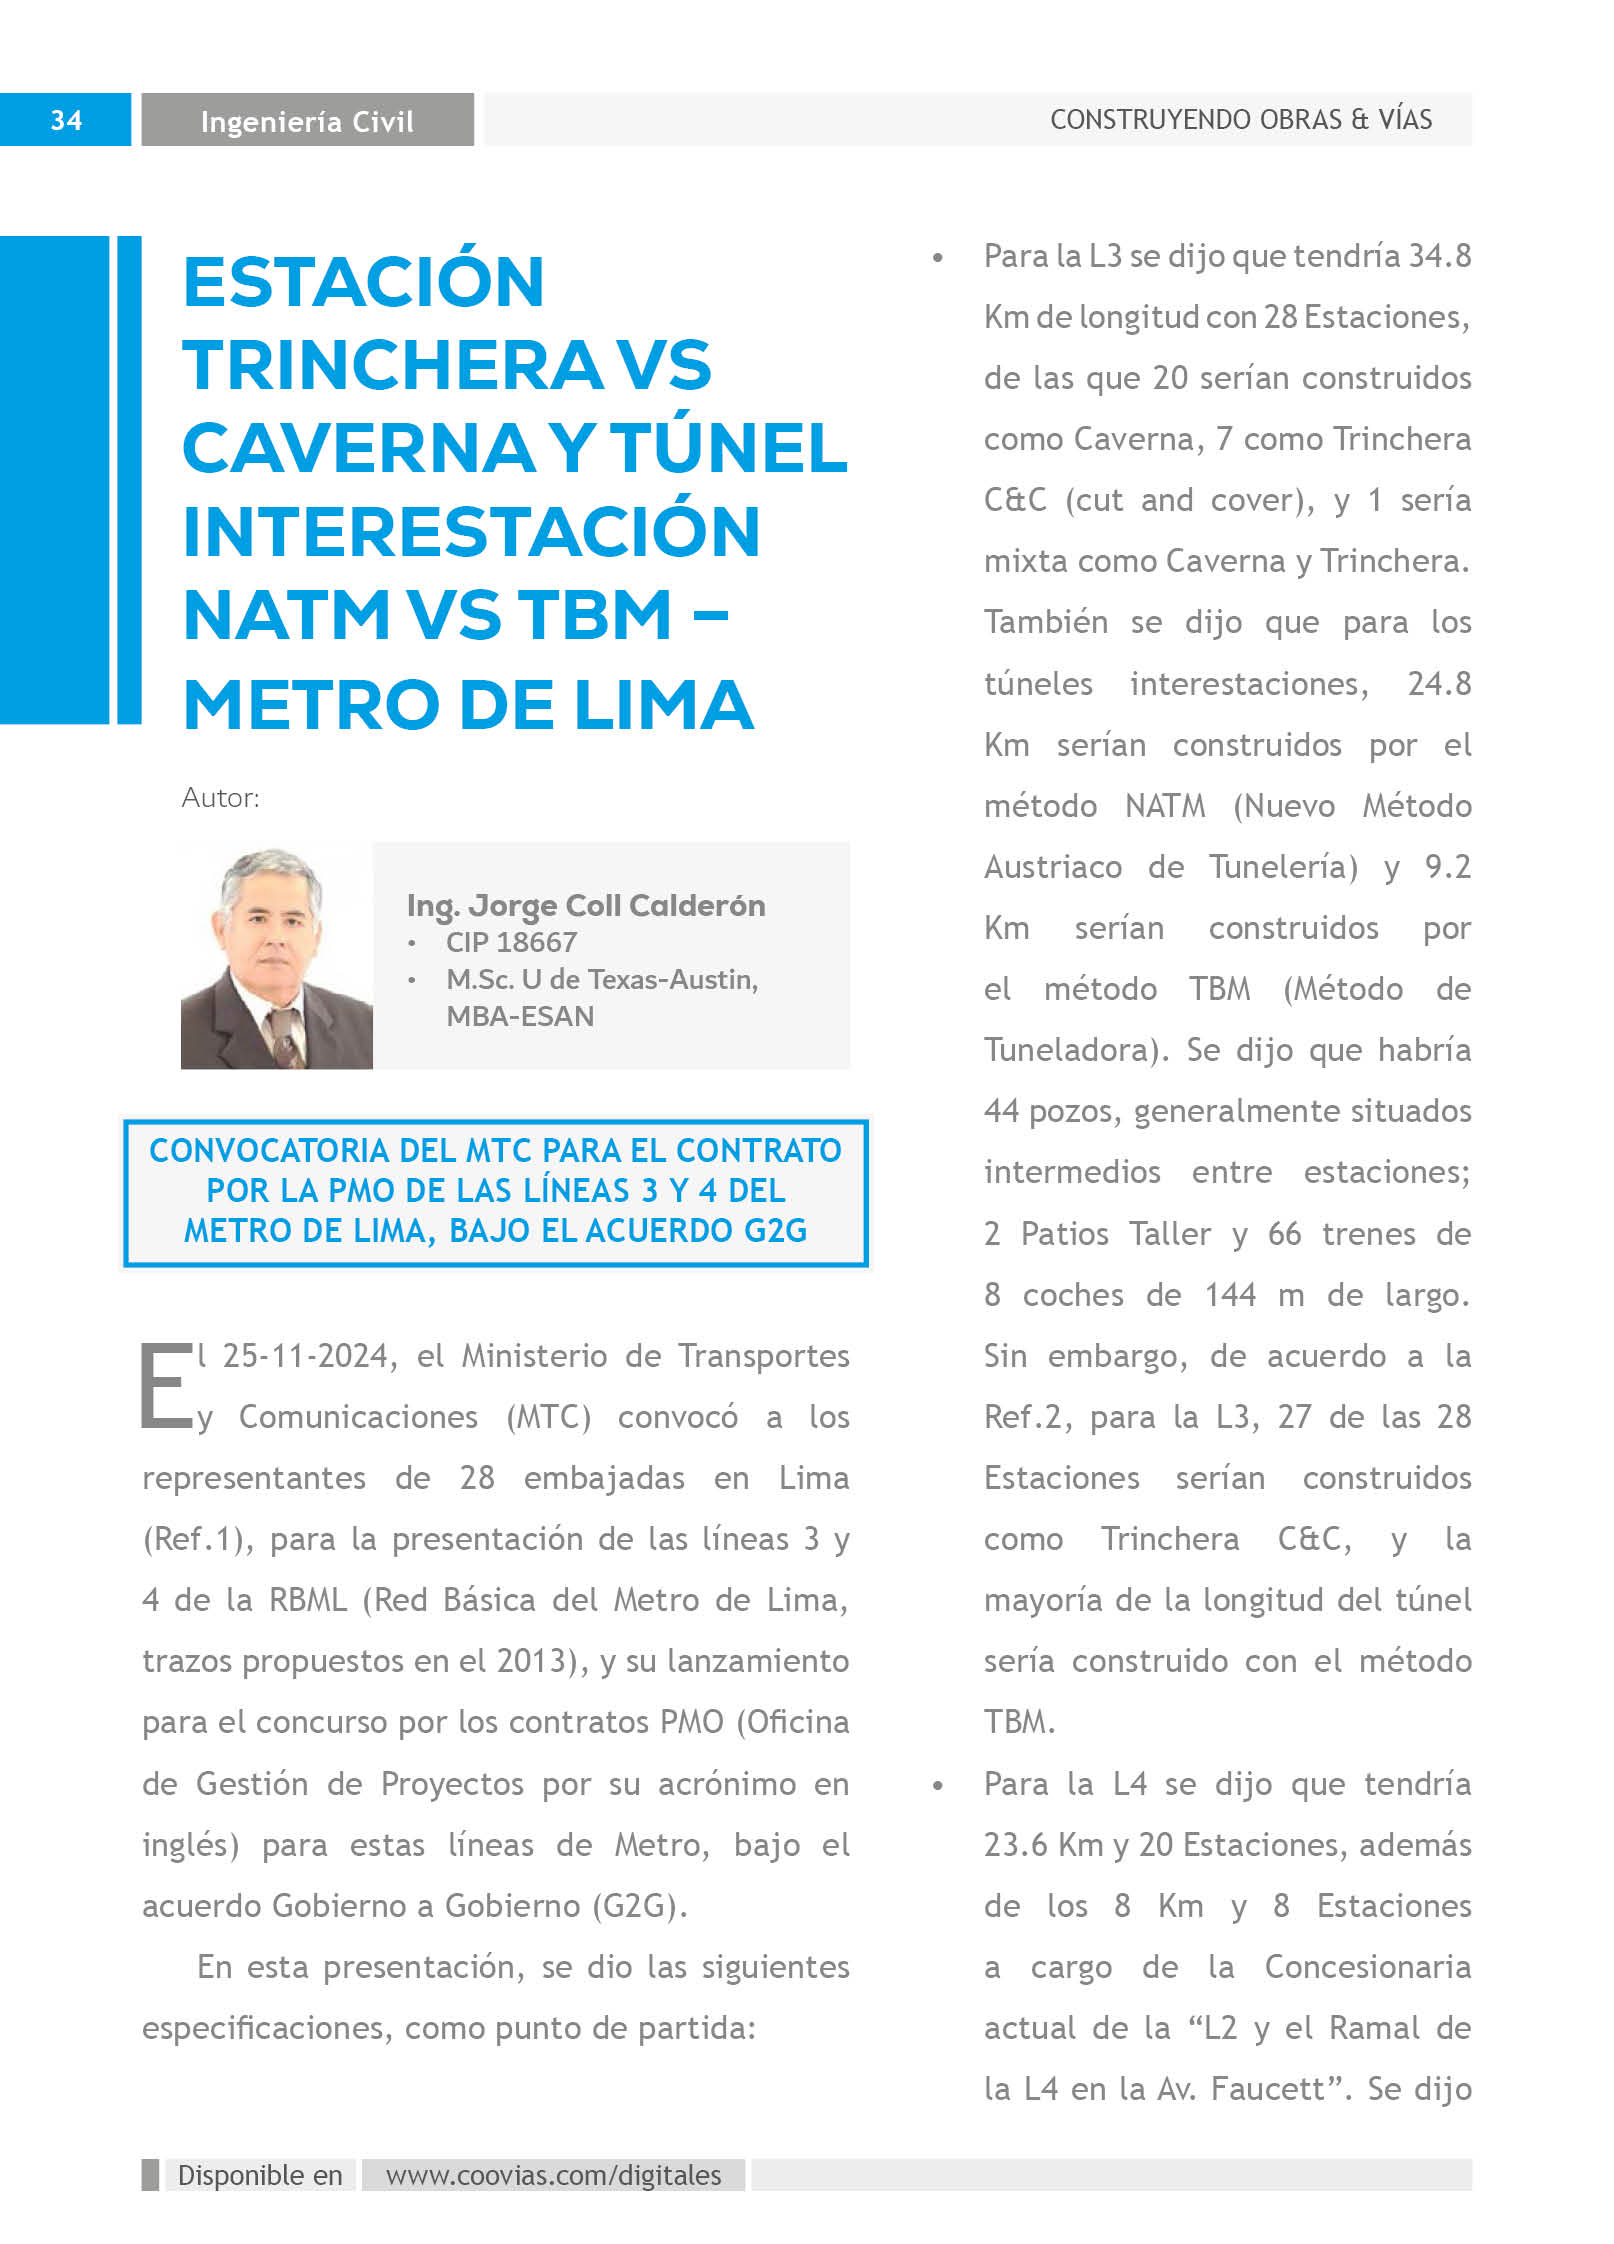 34
Ingeniería Civil
CONSTRUYENDO OBRAS & VÍAS
ESTACIÓN
TRINCHERA VS
CAVERNA Y TÚNEL
INTERESTACIÓN
NATM VS TBM –
METRO DE LIMA
Autor:
Ing. Jorge Coll Calderón
• CIP 18667
• M.Sc. U de Texas-Austin,
MBA-ESAN
CONVOCATORIA DEL MTC PARA EL CONTRATO
POR LA PMO DE LAS LÍNEAS 3 Y 4 DEL
METRO DE LIMA, BAJO EL ACUERDO G2G
El 25-11-2024, el Ministerio de Transportes
y Comunicaciones (MTC) convocó a los
representantes de 28 embajadas en Lima
(Ref.1), para la presentación de las líneas 3 y
4 de la RBML (Red Básica del Metro de Lima,
trazos propuestos en el 2013), y su lanzamiento
para el concurso por los contratos PMO (Oficina
de Gestión de Proyectos por su acrónimo en
inglés) para estas líneas de Metro, bajo el
acuerdo Gobierno a Gobierno (G2G).
En esta presentación, se dio las siguientes
especificaciones, como punto de partida:
• Para la L3 se dijo que tendría 34.8
Km de longitud con 28 Estaciones,
de las que 20 serían construidos
como Caverna, 7 como Trinchera
C&C (cut and cover), y 1 sería
mixta como Caverna y Trinchera.
También se dijo que para los
túneles interestaciones, 24.8
Km serían construidos por el
método NATM (Nuevo Método
Austriaco de Tunelería) y 9.2
Km serían construidos por
el método TBM (Método de
Tuneladora). Se dijo que habría
44 pozos, generalmente situados
intermedios entre estaciones;
2 Patios Taller y 66 trenes de
8 coches de 144 m de largo.
Sin embargo, de acuerdo a la
Ref.2, para la L3, 27 de las 28
Estaciones serían construidos
como Trinchera C&C, y la
mayoría de la longitud del túnel
sería construido con el método
TBM.
• Para la L4 se dijo que tendría
23.6 Km y 20 Estaciones, además
de los 8 Km y 8 Estaciones
a cargo de la Concesionaria
actual de la “L2 y el Ramal de
la L4 en la Av. Faucett”. Se dijo
Disponible en
www.coovias.com/digitales